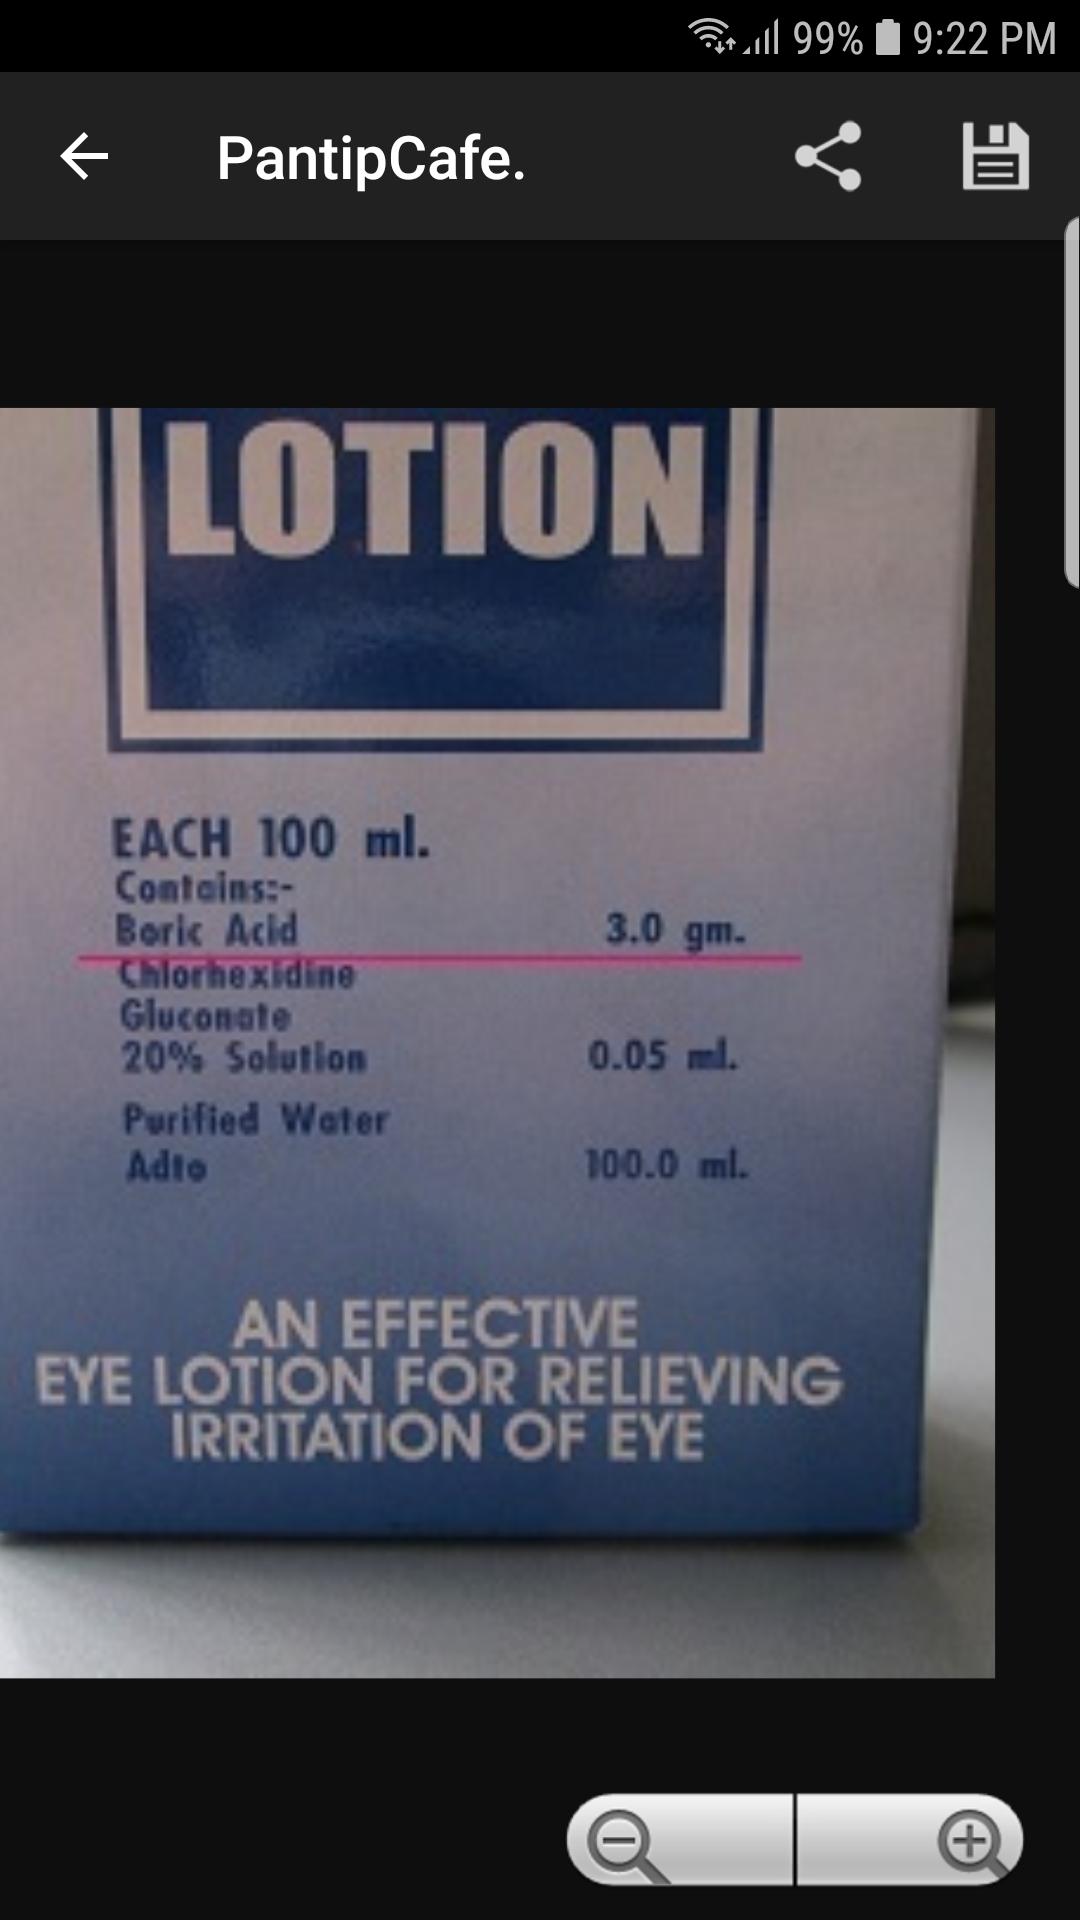 99% 9:22 PM
PantipCafe.
LOTION
EACH 100 ml.
Contains:-
Boric Acid 3.0 gm.
Chlorhexidine
Gluconate
20% Solution 0.05 ml.
Purified Water
Adto 100.0 ml.
AN EFFECTIVE
EYE LOTION FOR RELIEVING
IRRITATION OF EYE